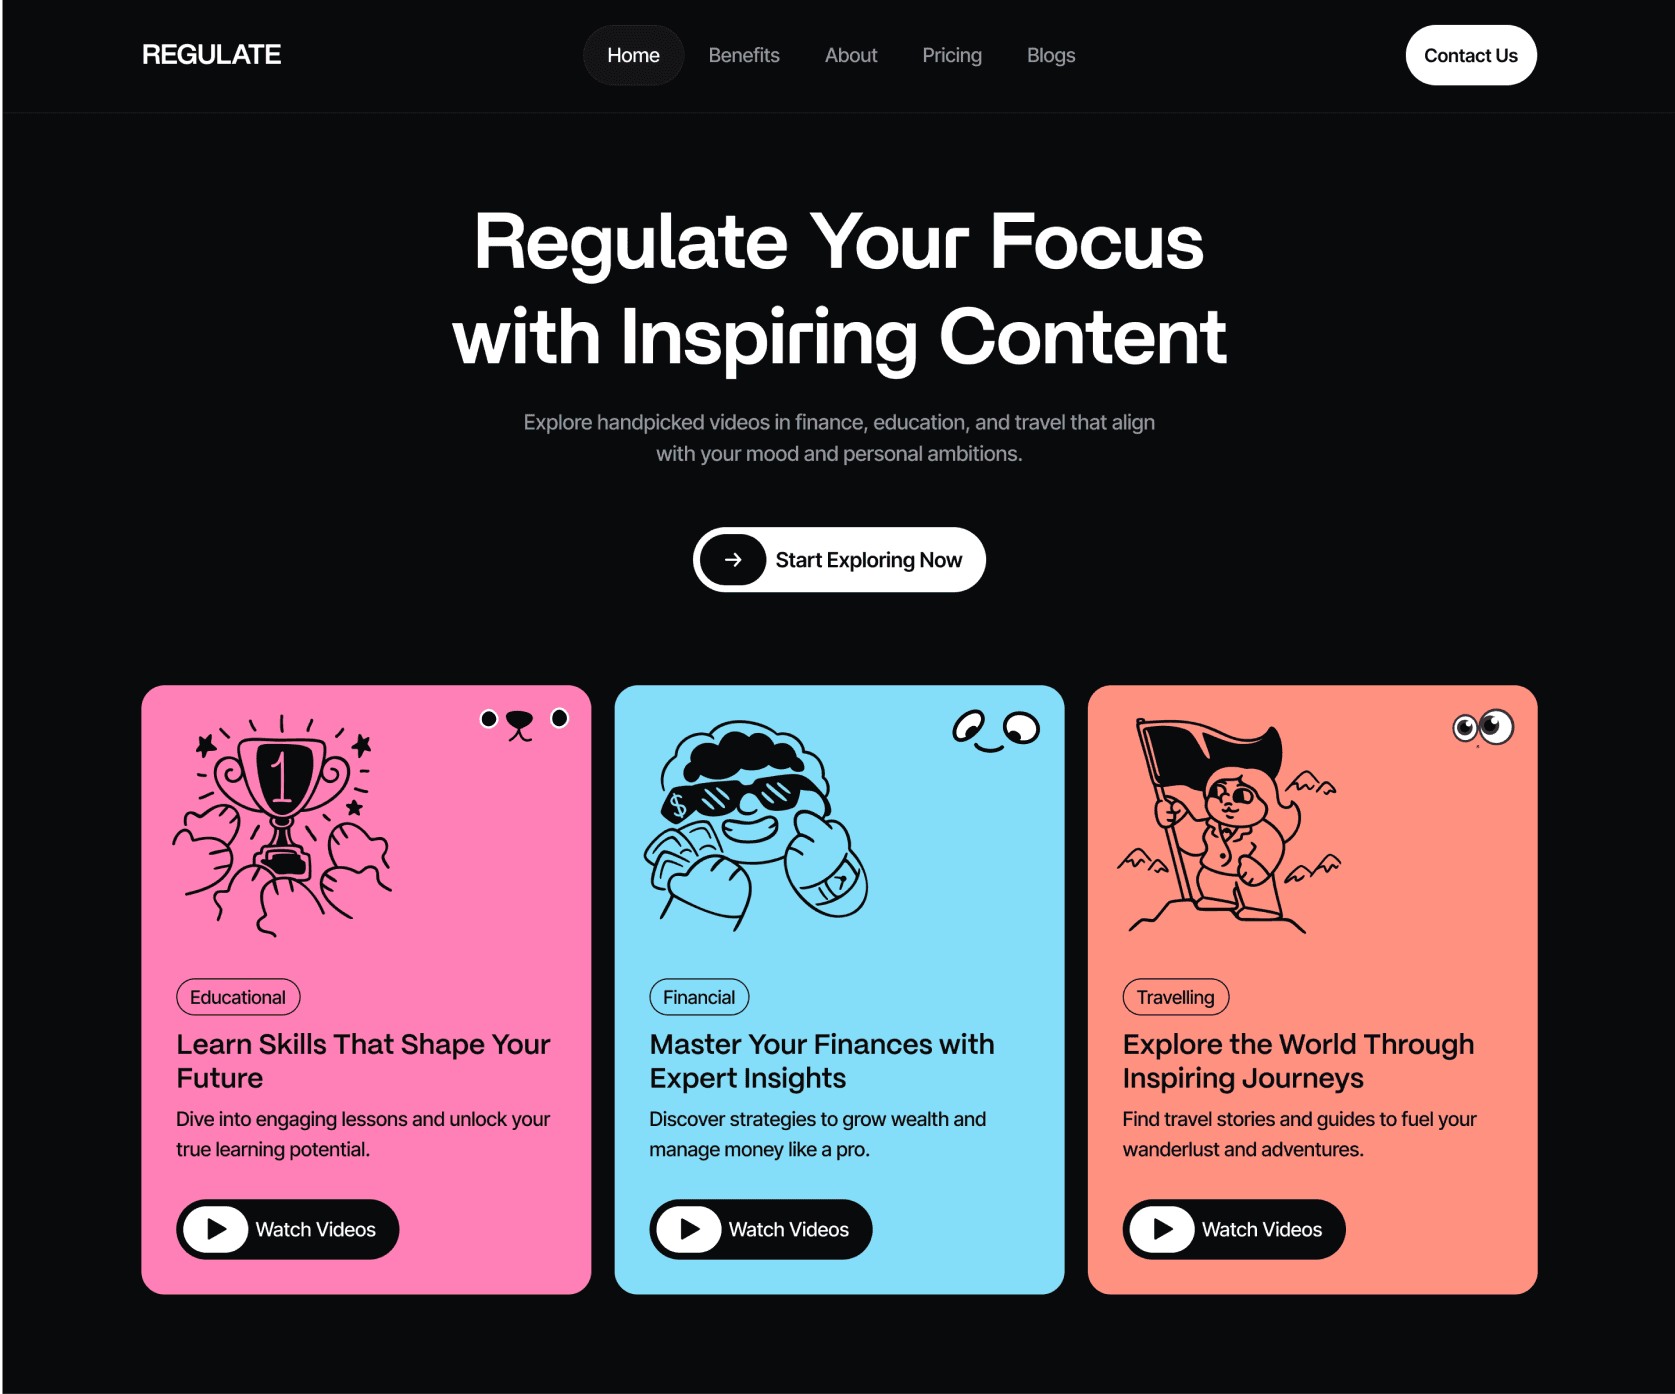 REGULATE
Home
Benefits
About
Pricing
Blogs
Contact Us
Regulate Your Focus
with Inspiring Content
Explore handpicked videos in finance, education, and travel that align
with your mood and personal ambitions.
Start Exploring Now
1
Educational
Learn Skills That Shape Your
Future
Dive into engaging lessons and unlock your
true learning potential.
Watch Videos
$
Financial
Master Your Finances with
Expert Insights
Discover strategies to grow wealth and
manage money like a pro.
Watch Videos
Travelling
Explore the World Through
Inspiring Journeys
Find travel stories and guides to fuel your
wanderlust and adventures.
Watch Videos